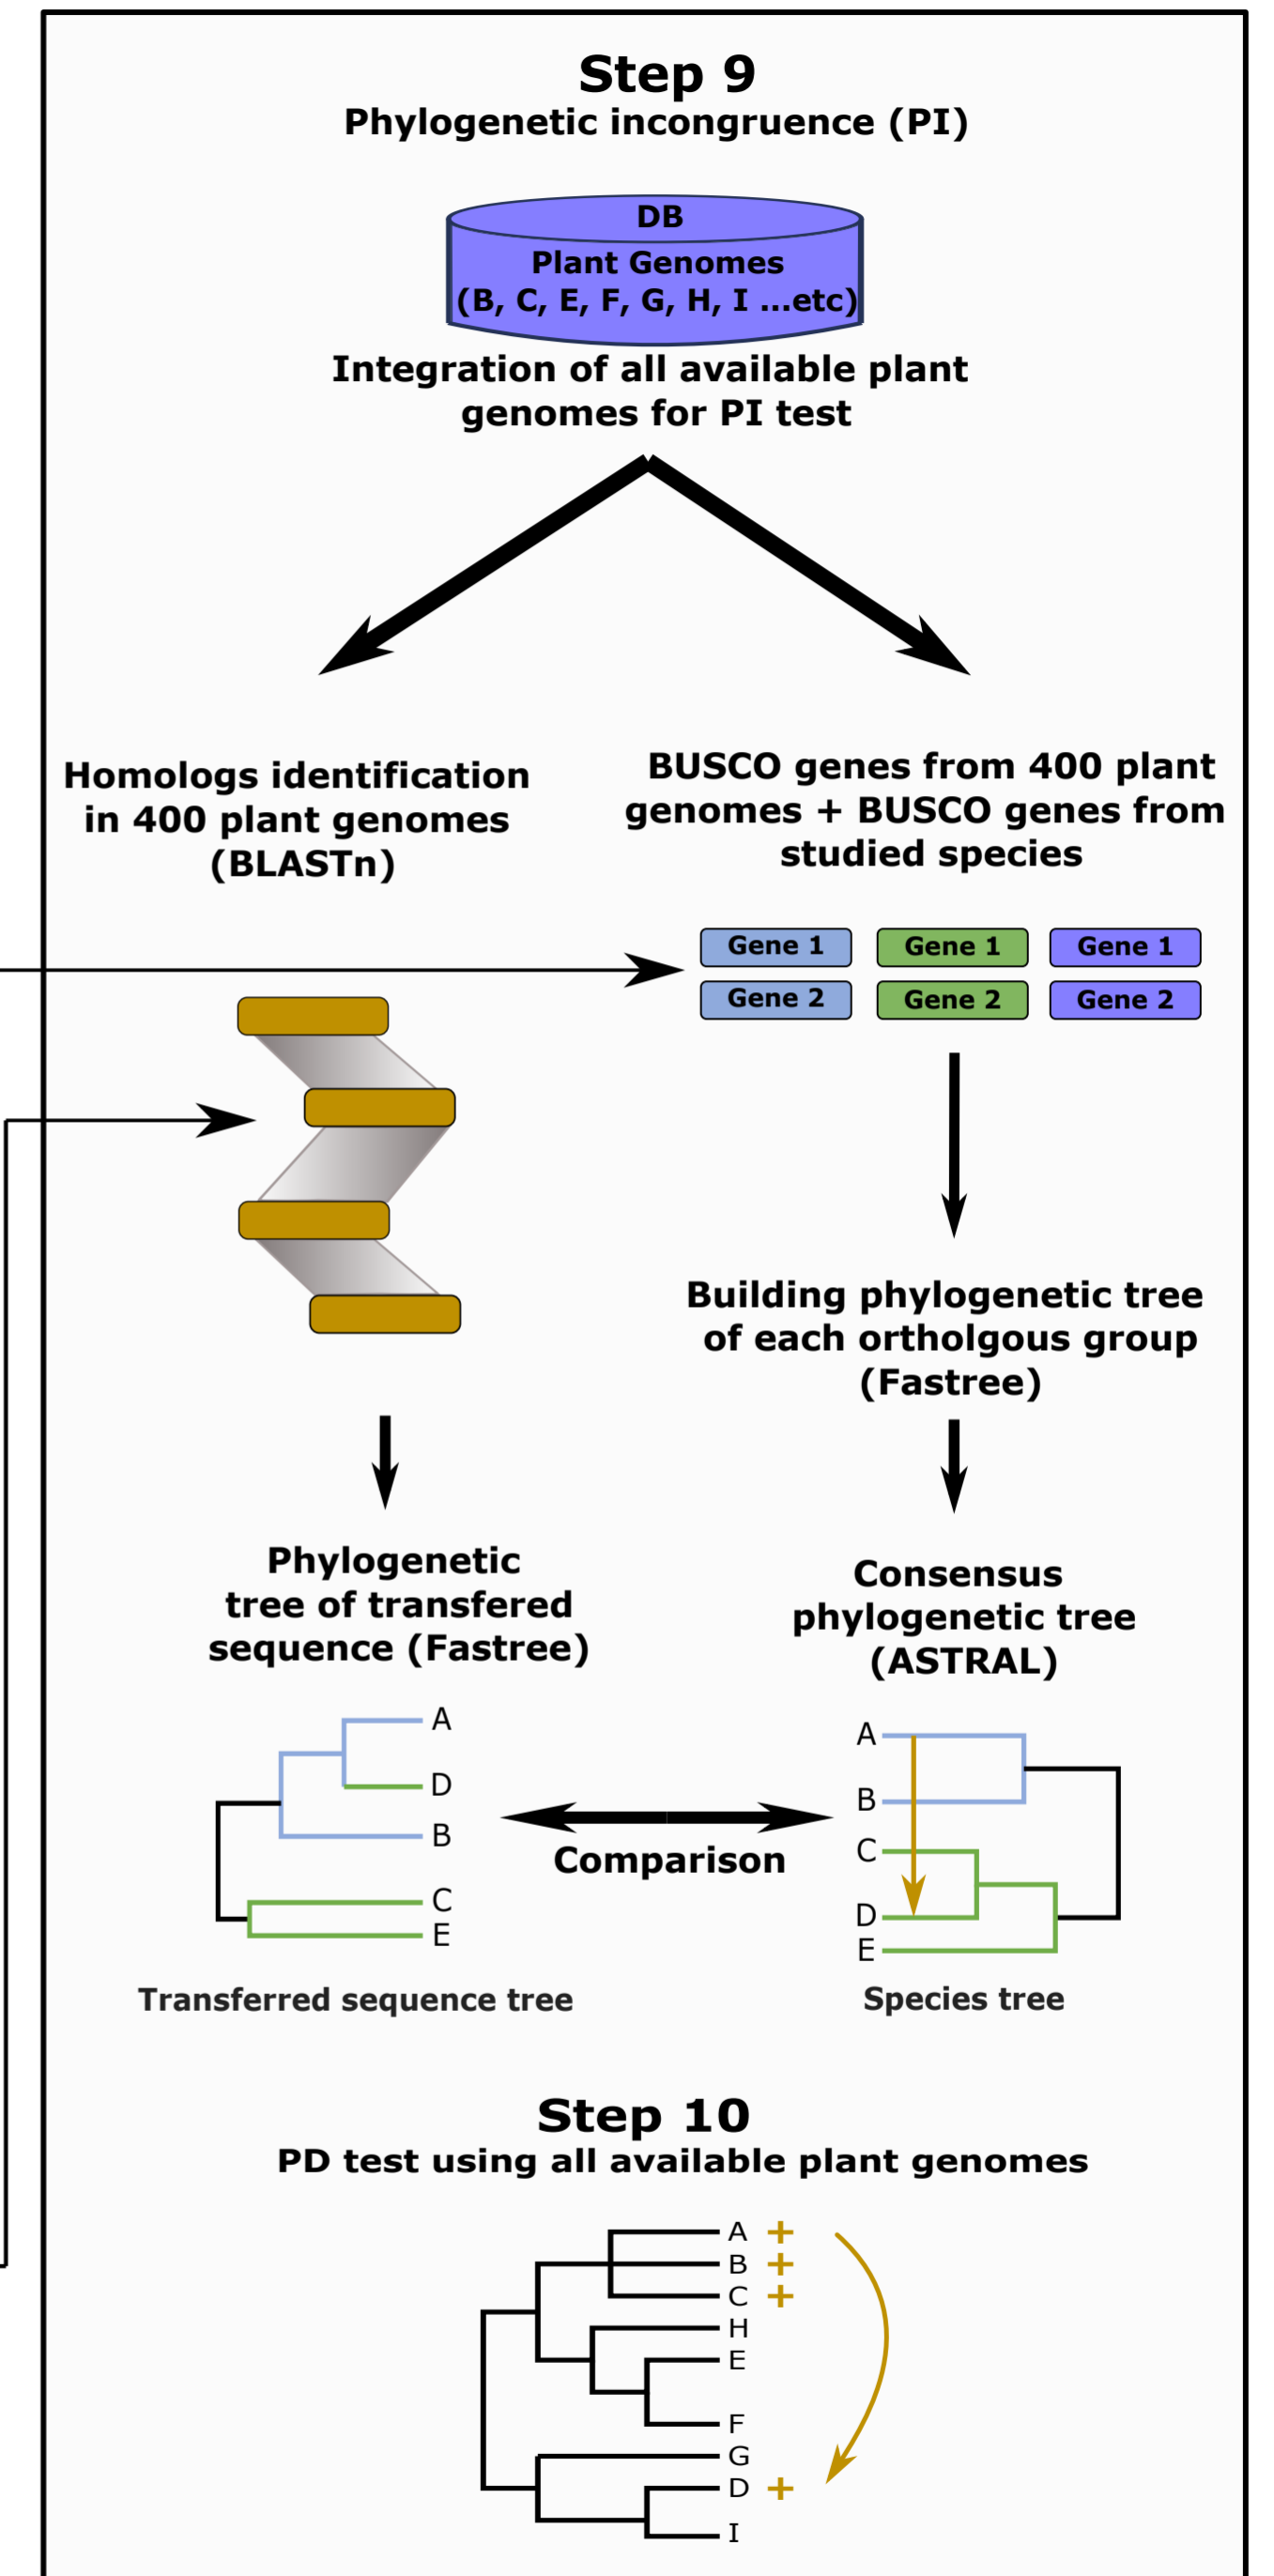 Step 9
Phylogenetic incongruence (PI)
DB
Plant Genomes
(B, C, E, F, G, H, I ...etc)
Integration of all available plant
genomes for PI test
Homologs identification
in 400 plant genomes
(BLASTn)
BUSCO genes from 400 plant
genomes + BUSCO genes from
studied species
Gene 1 Gene 1 Gene 1
Gene 2 Gene 2 Gene 2
Building phylogenetic tree
of each ortholgous group
(Fastree)
Phylogenetic
tree of transfered
sequence (Fastree)
Consensus
phylogenetic tree
(ASTRAL)
A
D
B
C
E
Transferred sequence tree
Comparison
A
B
C
D
E
Species tree
Step 10
PD test using all available plant genomes
A +
B +
C +
H
E
F
G
D +
I